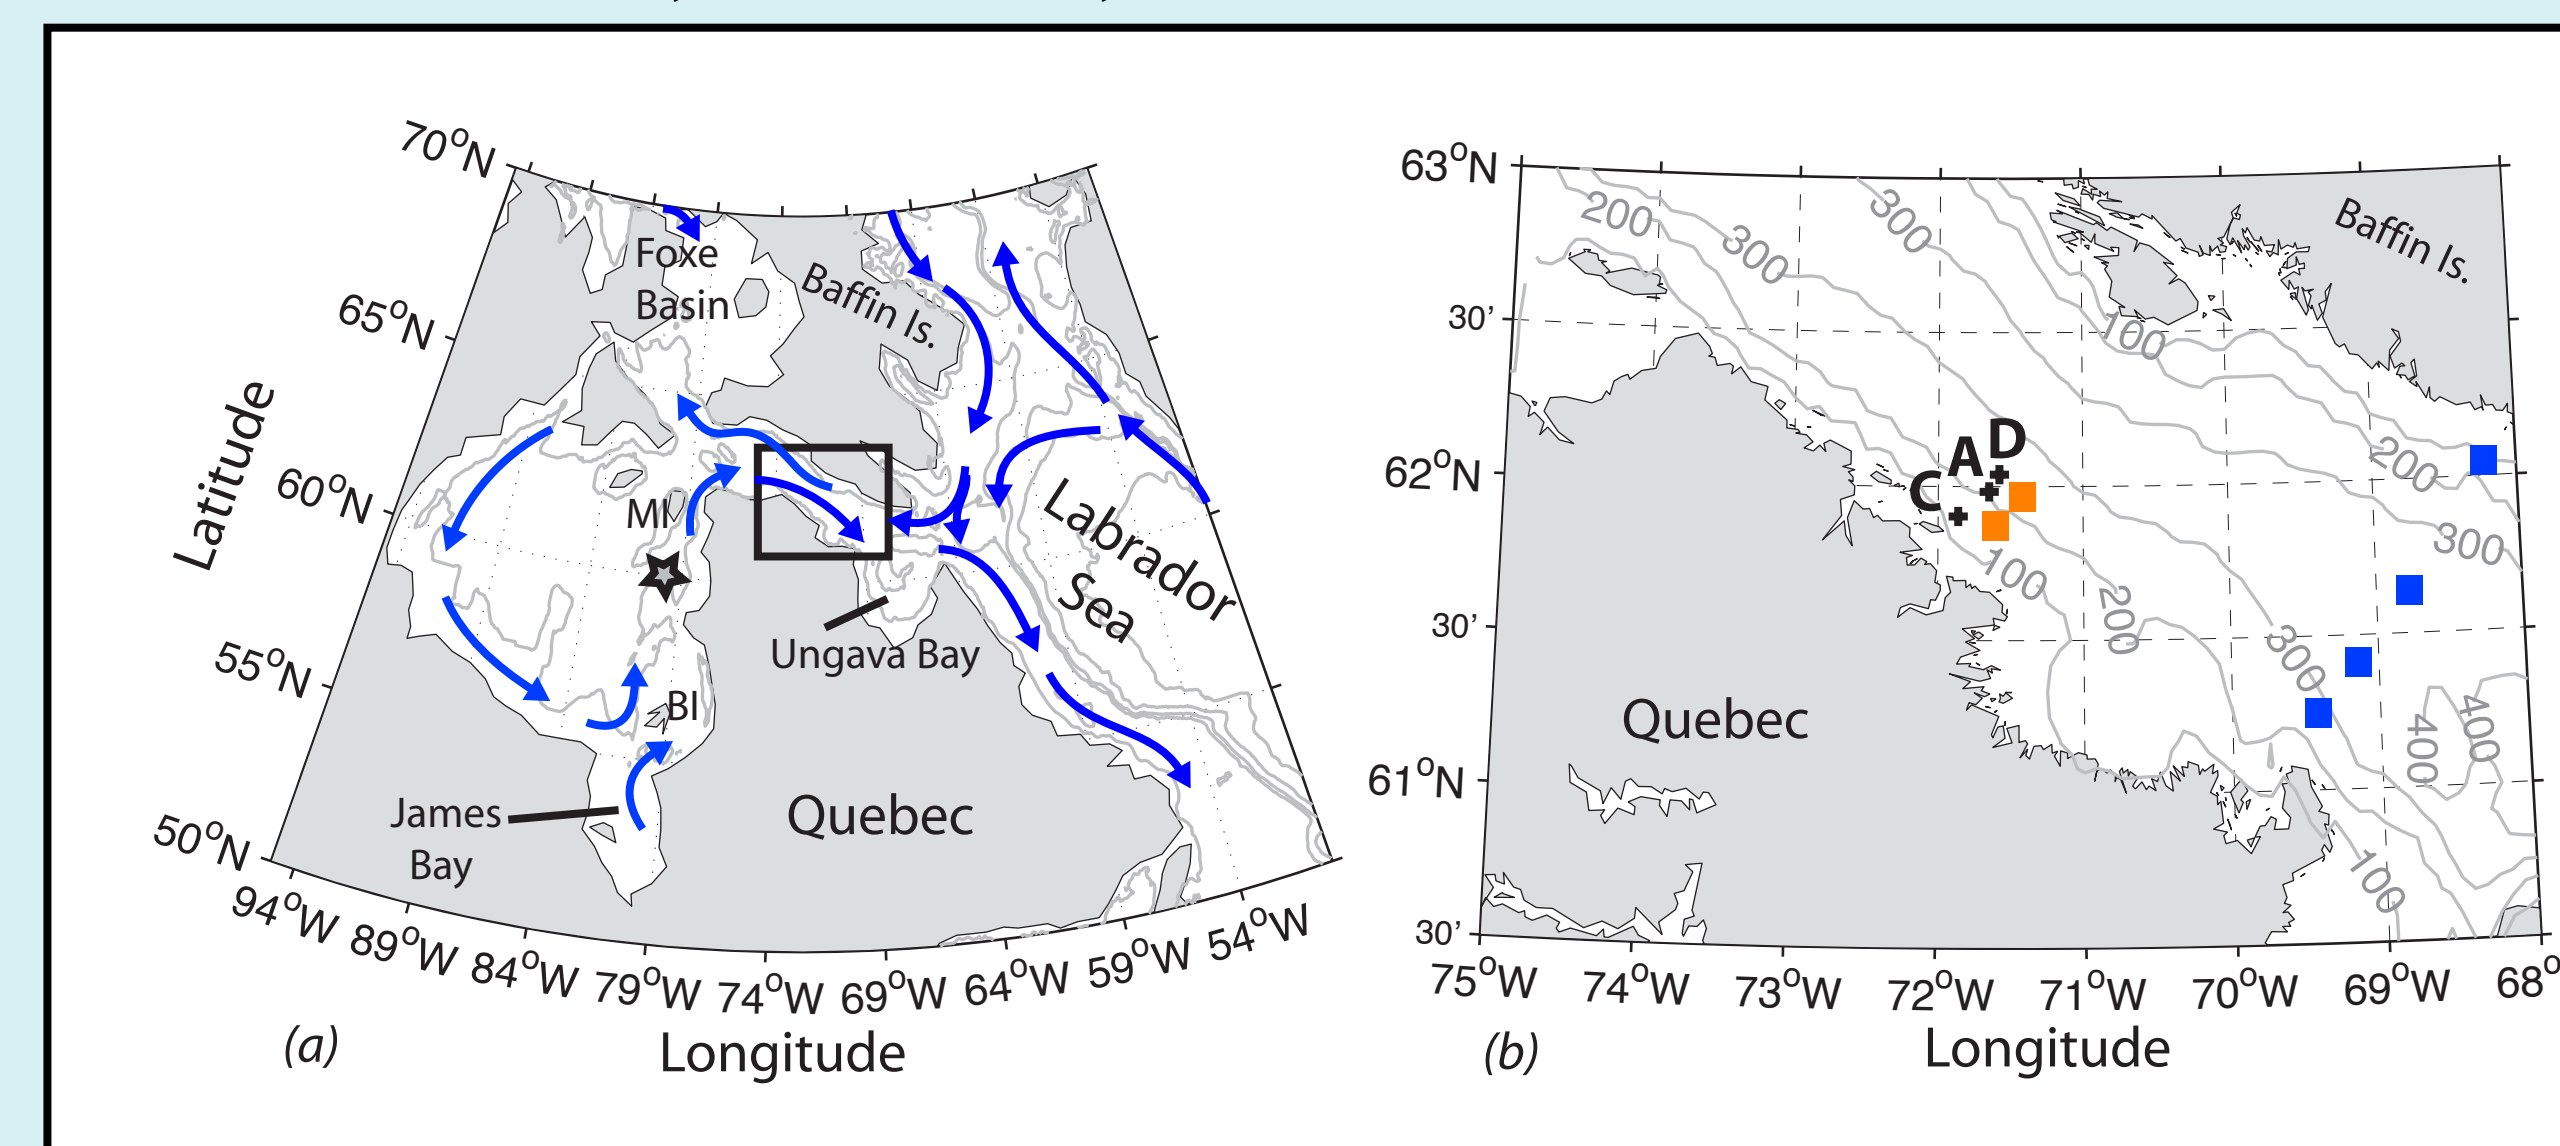 70°N
65°N
60°N
55°N
50°N
Latitude
94°W 89°W 84°W 79°W 74°W 69°W 64°W 59°W 54°W
Longitude
(a)
Foxe
Basin
Baffin Is.
MI
Labrador
Sea
Ungava Bay
BI
James
Bay
Quebec
63°N
30'
62°N
30'
61°N
30'
75°W 74°W 73°W 72°W 71°W 70°W 69°W 68°
Longitude
(b)
200
300
300
Baffin Is.
100
D
A
C
200
300
100
200
300
400
400
100
Quebec